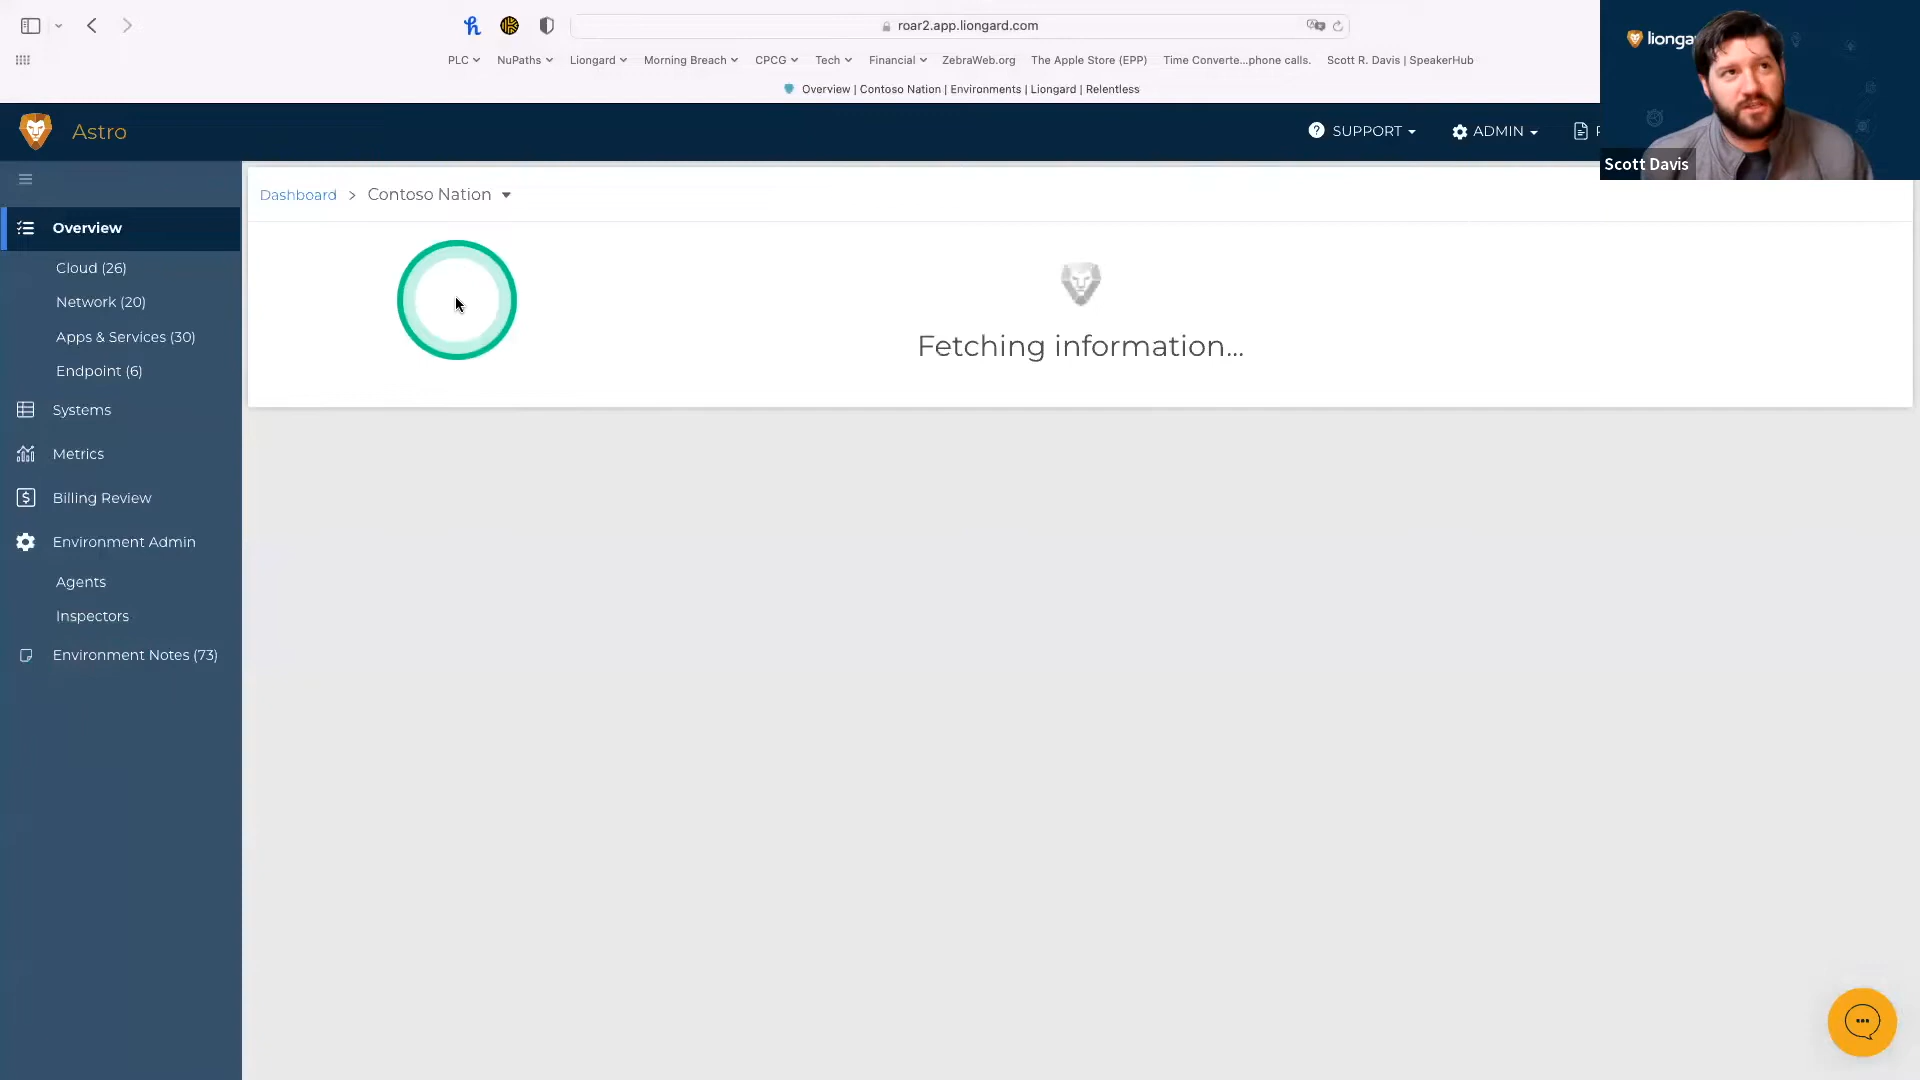 roar2.app.liongard.com
PLC NuPaths Liongard Morning Breach CPCG Tech Financial ZebraWeb.org The Apple Store (EPP) Time Converte...phone calls. Scott R. Davis | SpeakerHub
Overview | Contoso Nation | Environments | Liongard | Relentless
Astro
SUPPORT
ADMIN
Scott Davis
Dashboard > Contoso Nation
Overview
Cloud (26)
Network (20)
Apps & Services (30)
Endpoint (6)
Systems
Metrics
Billing Review
Environment Admin
Agents
Inspectors
Environment Notes (73)
Fetching information...